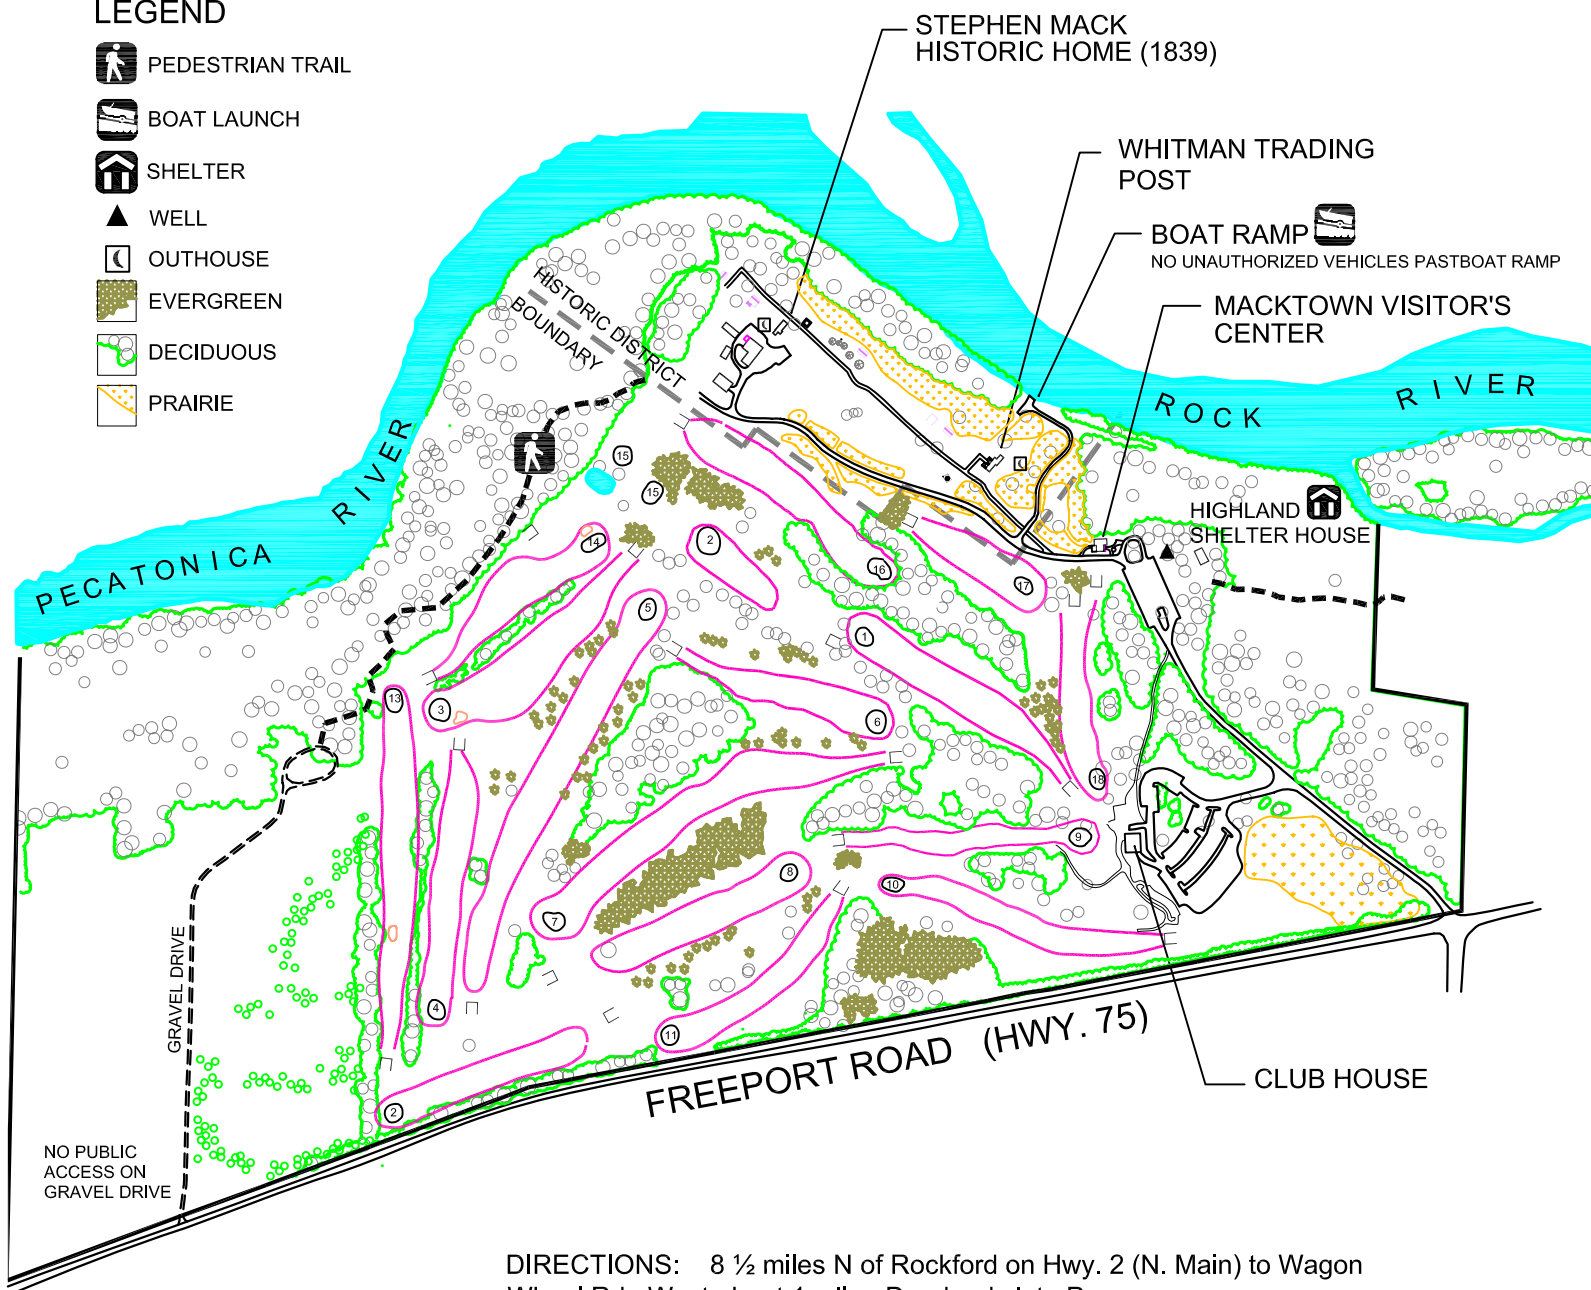 LEGEND
PEDESTRIAN TRAIL
BOAT LAUNCH
SHELTER
WELL
OUTHOUSE
EVERGREEN
DECIDUOUS
PRAIRIE
STEPHEN MACK
HISTORIC HOME (1839)
WHITMAN TRADING
POST
BOAT RAMP
NO UNAUTHORIZED VEHICLES PASTBOAT RAMP
MACKTOWN VISITOR'S
CENTER
HISTORIC DISTRICT
BOUNDARY
ROCK RIVER
PECATONICA RIVER
HIGHLAND
SHELTER HOUSE
15
15
14
2
16
17
5
1
13
3
6
18
9
8
10
7
4
11
2
GRAVEL DRIVE
NO PUBLIC
ACCESS ON
GRAVEL DRIVE
FREEPORT ROAD (HWY. 75)
CLUB HOUSE
DIRECTIONS: 8 ½ miles N of Rockford on Hwy. 2 (N. Main) to Wagon